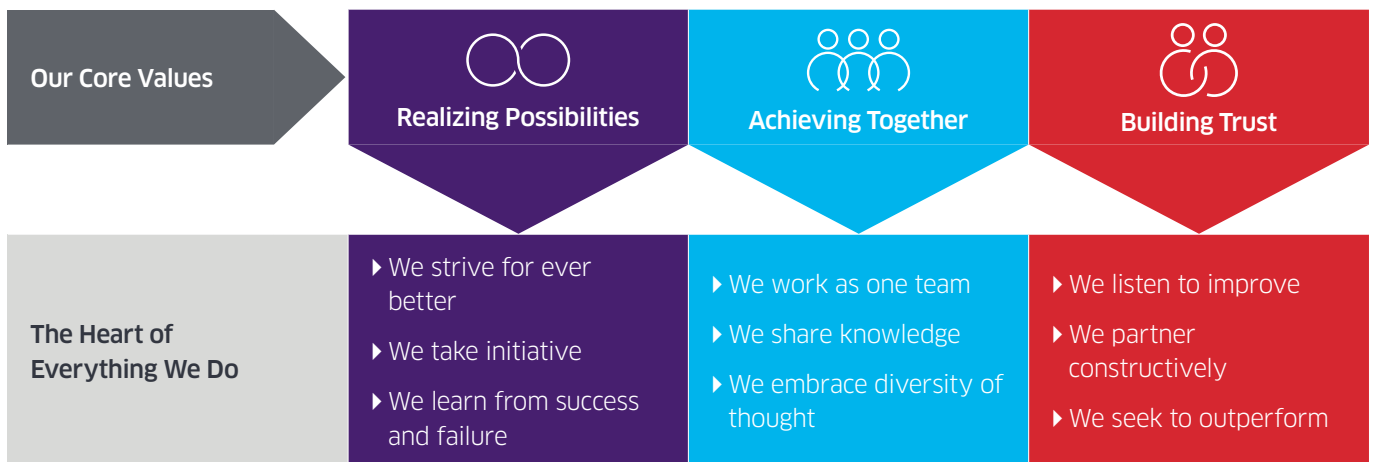 Our Core Values
Realizing Possibilities
Achieving Together
Building Trust
The Heart of
Everything We Do
We strive for ever
better
We take initiative
We learn from success
and failure
We work as one team
We share knowledge
We embrace diversity of
thought
We listen to improve
We partner
constructively
We seek to outperform